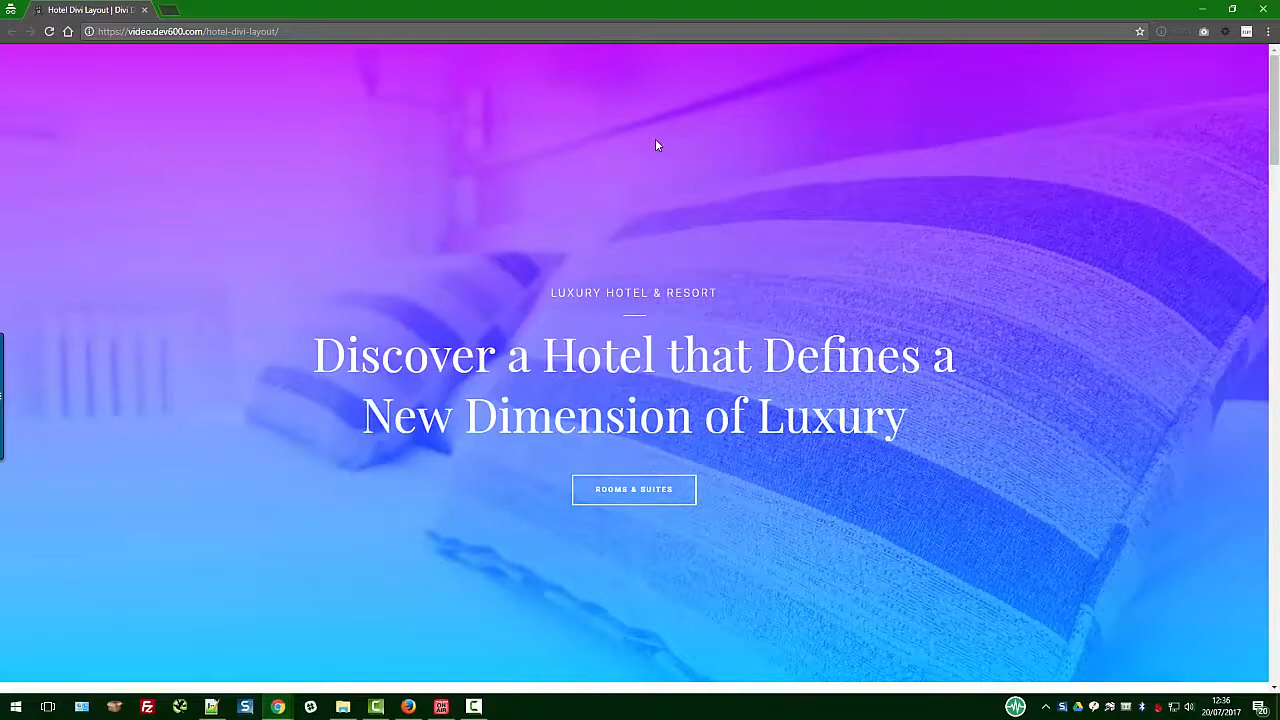 Hotel Divi Layout | Divi D
https://video.dev600.com/hotel-divi-layout/
LUXURY HOTEL & RESORT
Discover a Hotel that Defines a
New Dimension of Luxury
ROOMS & SUITES
12:36
20/07/2017
20